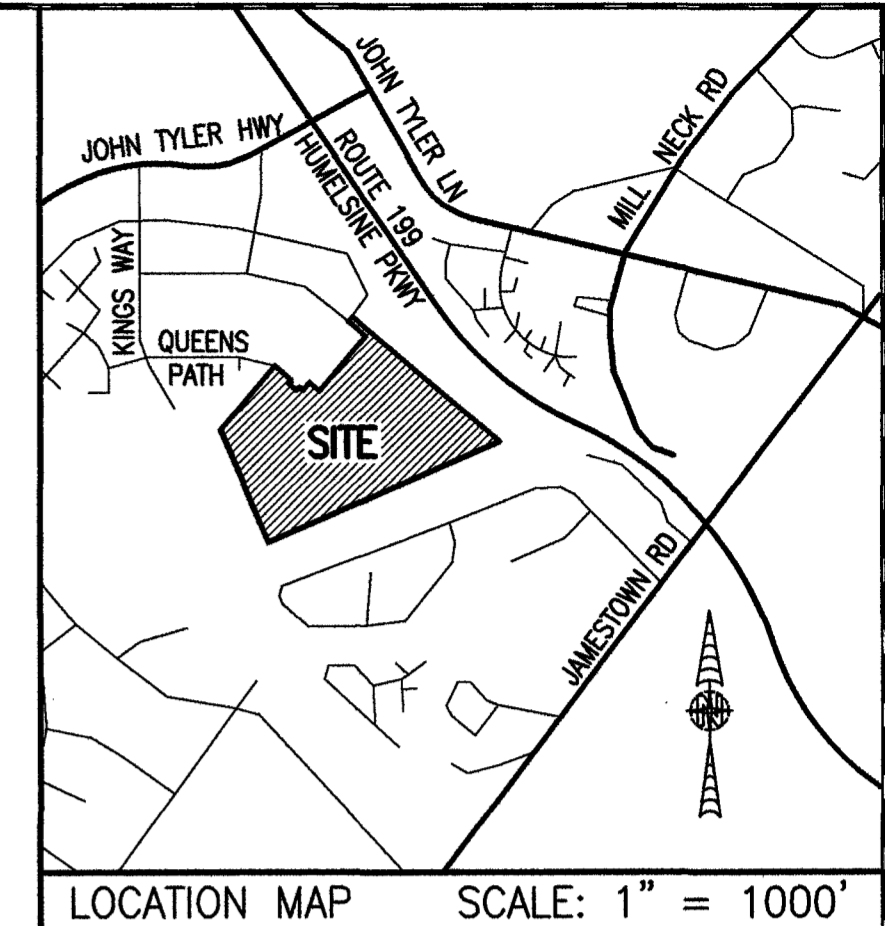 JOHN TYLER HWY
JOHN TYLER LN
ROUTE 199
HUMELSINE PKWY
MILL NECK RD
KINGS WAY
QUEENS
PATH
SITE
JAMESTOWN RD
LOCATION MAP SCALE: 1" = 1000'